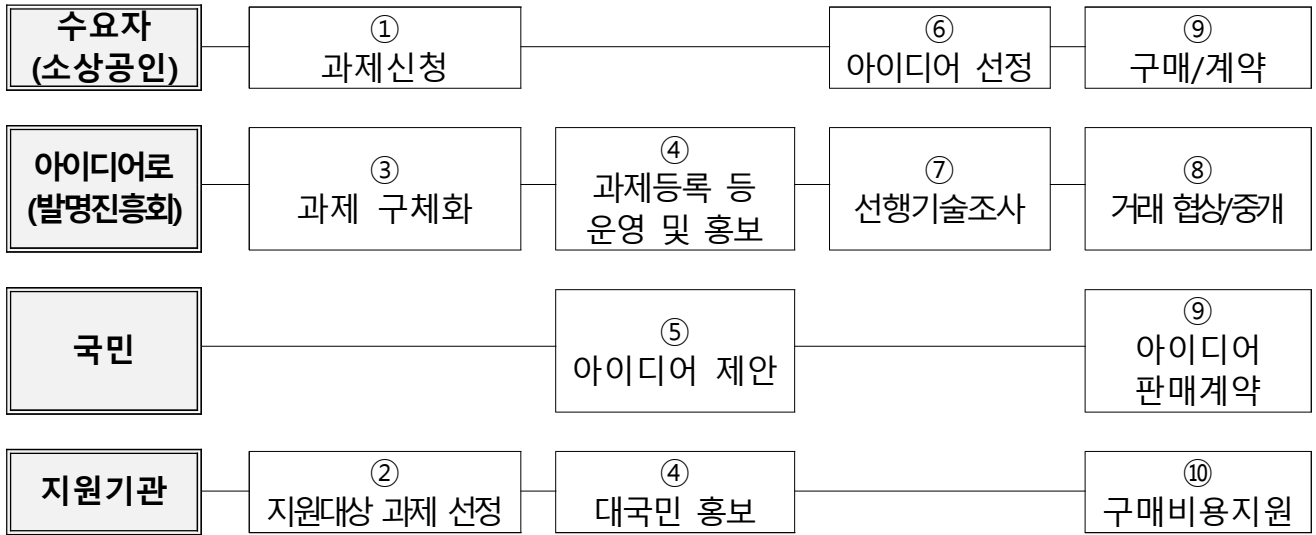 수요자
(소상공인)
①
과제신청
⑥
아이디어 선정
⑨
구매/계약
아이디어로
(발명진흥회)
③
과제 구체화
④
과제등록 등
운영 및 홍보
⑦
선행기술조사
⑧
거래 협상/중개
국민
⑤
아이디어 제안
⑨
아이디어
판매계약
지원기관
②
지원대상 과제 선정
④
대국민 홍보
⑩
구매비용지원